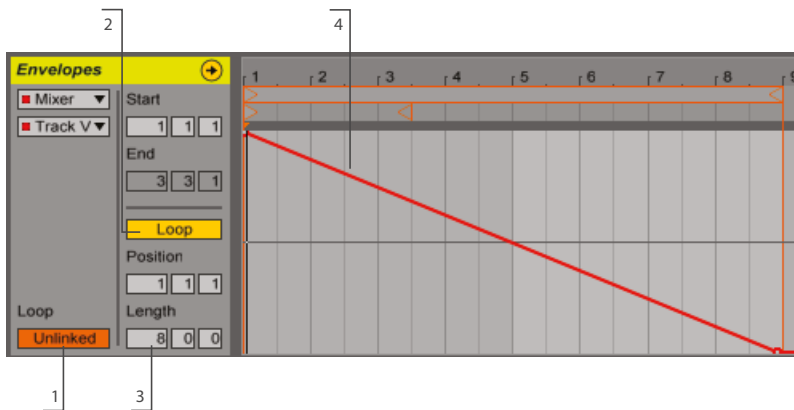 2 4
Envelopes 1 2 3 4 5 6 7 8 9
Mixer Start
Track V 1 1 1
End
3 3 1
Loop
Position
1 1 1
Loop Length
Unlinked 8 0 0
1 3